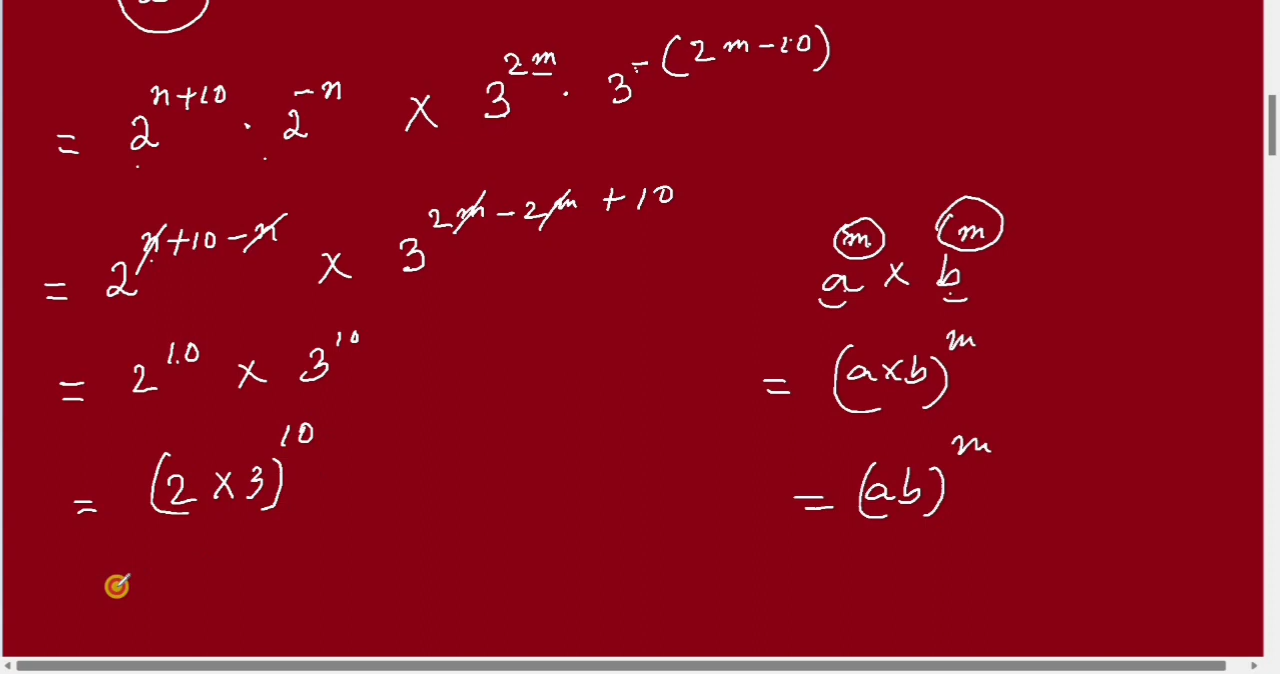 = 2^{n+10} · 2^{-n} × 3^{2m} · 3^{-(2m-10)}
= 2^{n+10-n} × 3^{2m-2m+10}
= 2^{10} × 3^{10}
= (2 × 3)^{10}
a^m × b^m
= (a×b)^m
= (ab)^m